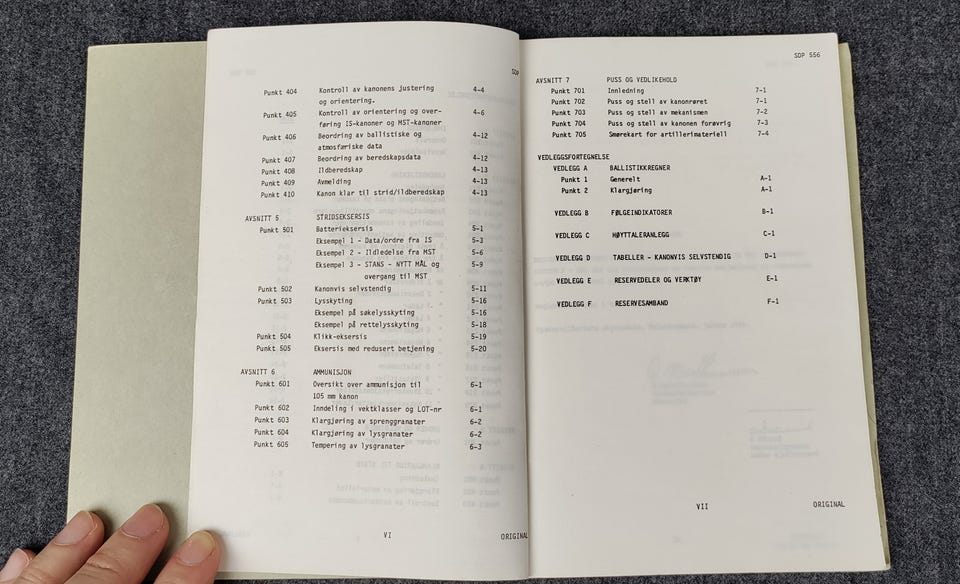 SDP
Punkt 404 Kontroll av kanonens justering 4-4
og orientering.
Punkt 405 Kontroll av orientering og over- 4-6
føring IS-kanoner og MST-kanoner
Punkt 406 Beordring av ballistiske og 4-12
atmosfæriske data
Punkt 407 Beordring av beredskapsdata 4-12
Punkt 408 Ildberedskap 4-13
Punkt 409 Avmelding 4-13
Punkt 410 Kanon klar til strid/ildberedskap 4-13
AVSNITT 5 STRIDSEKSERSIS
Punkt 501 Batterieksersis 5-1
Eksempel 1 - Data/ordre fra IS 5-3
Eksempel 2 - Ildledelse fra MST 5-6
Eksempel 3 - STANS - NYTT MÅL og 5-9
overgang til MST
Punkt 502 Kanonvis selvstendig 5-11
Punkt 503 Lysskyting 5-16
Eksempel på søkelysskyting 5-16
Eksempel på rettelysskyting 5-18
Punkt 504 Klikk-eksersis 5-19
Punkt 505 Eksersis med redusert betjening 5-20
AVSNITT 6 AMMUNISJON
Punkt 601 Oversikt over ammunisjon til 6-1
105 mm kanon
Punkt 602 Inndeling i vektklasser og LOT-nr 6-1
Punkt 603 Klargjøring av sprenggranater 6-2
Punkt 604 Klargjøring av lysgranater 6-2
Punkt 605 Tempering av lysgranater 6-3
VI
ORIGINAL
SDP 556
AVSNITT 7 PUSS OG VEDLIKEHOLD
Punkt 701 Innledning 7-1
Punkt 702 Puss og stell av kanonrøret 7-1
Punkt 703 Puss og stell av mekanismen 7-2
Punkt 704 Puss og stell av kanonen forøvrig 7-3
Punkt 705 Smørekart for artillerimateriell 7-4
VEDLEGGSFORTEGNELSE
VEDLEGG A BALLISTIKKREGNER
Punkt 1 Generelt A-1
Punkt 2 Klargjøring A-1
VEDLEGG B FØLGEINDIKATORER B-1
VEDLEGG C HØYTTALERANLEGG C-1
VEDLEGG D TABELLER - KANONVIS SELVSTENDIG D-1
VEDLEGG E RESERVEDELER OG VERKTØY E-1
VEDLEGG F RESERVESAMBAND F-1
VII
ORIGINAL